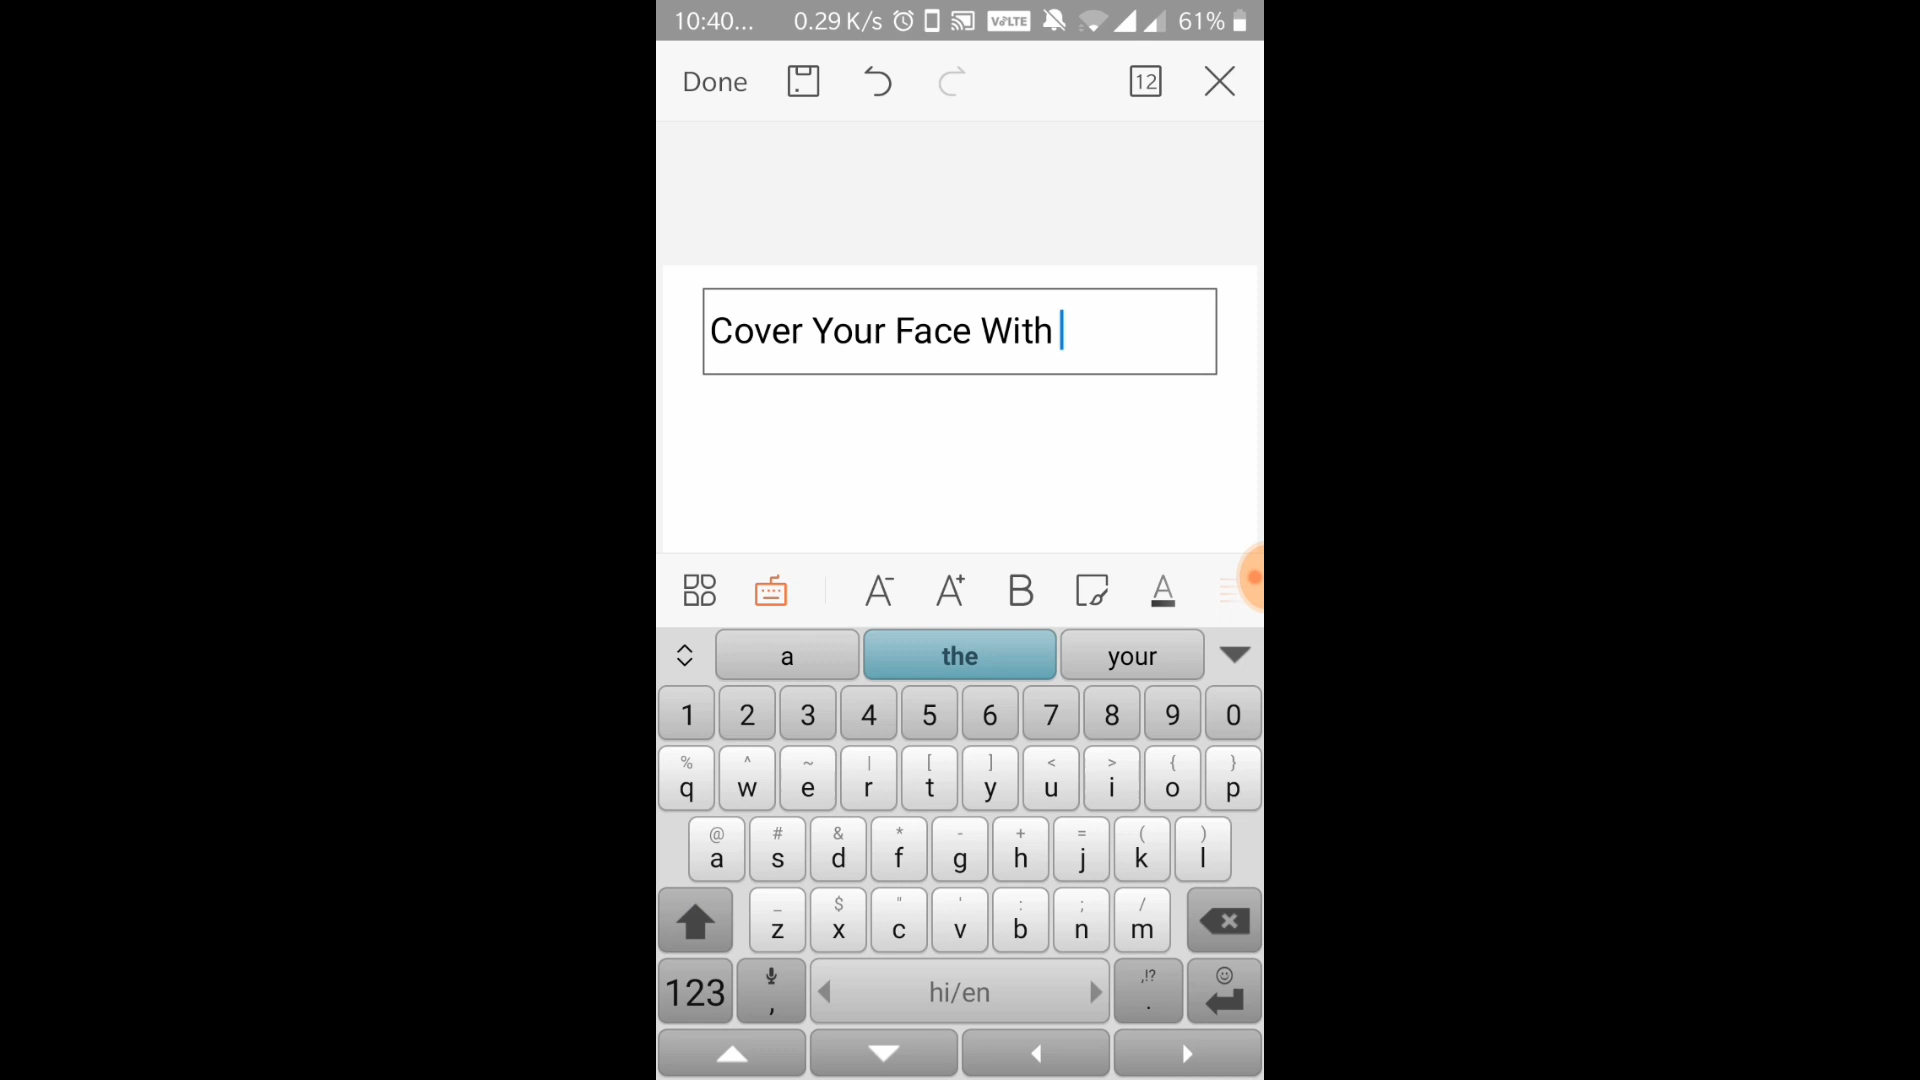 10:40... 0.29 K/s VoLTE 61%
Done 12
Cover Your Face With
A- A+ B A
a the your
1 2 3 4 5 6 7 8 9 0
% ^ ~ | [ ] < > { }
q w e r t y u i o p
@ # & * - + = ( )
a s d f g h j k l
_ $ " ' : ; /
z x c v b n m
123 , hi/en ,!? .